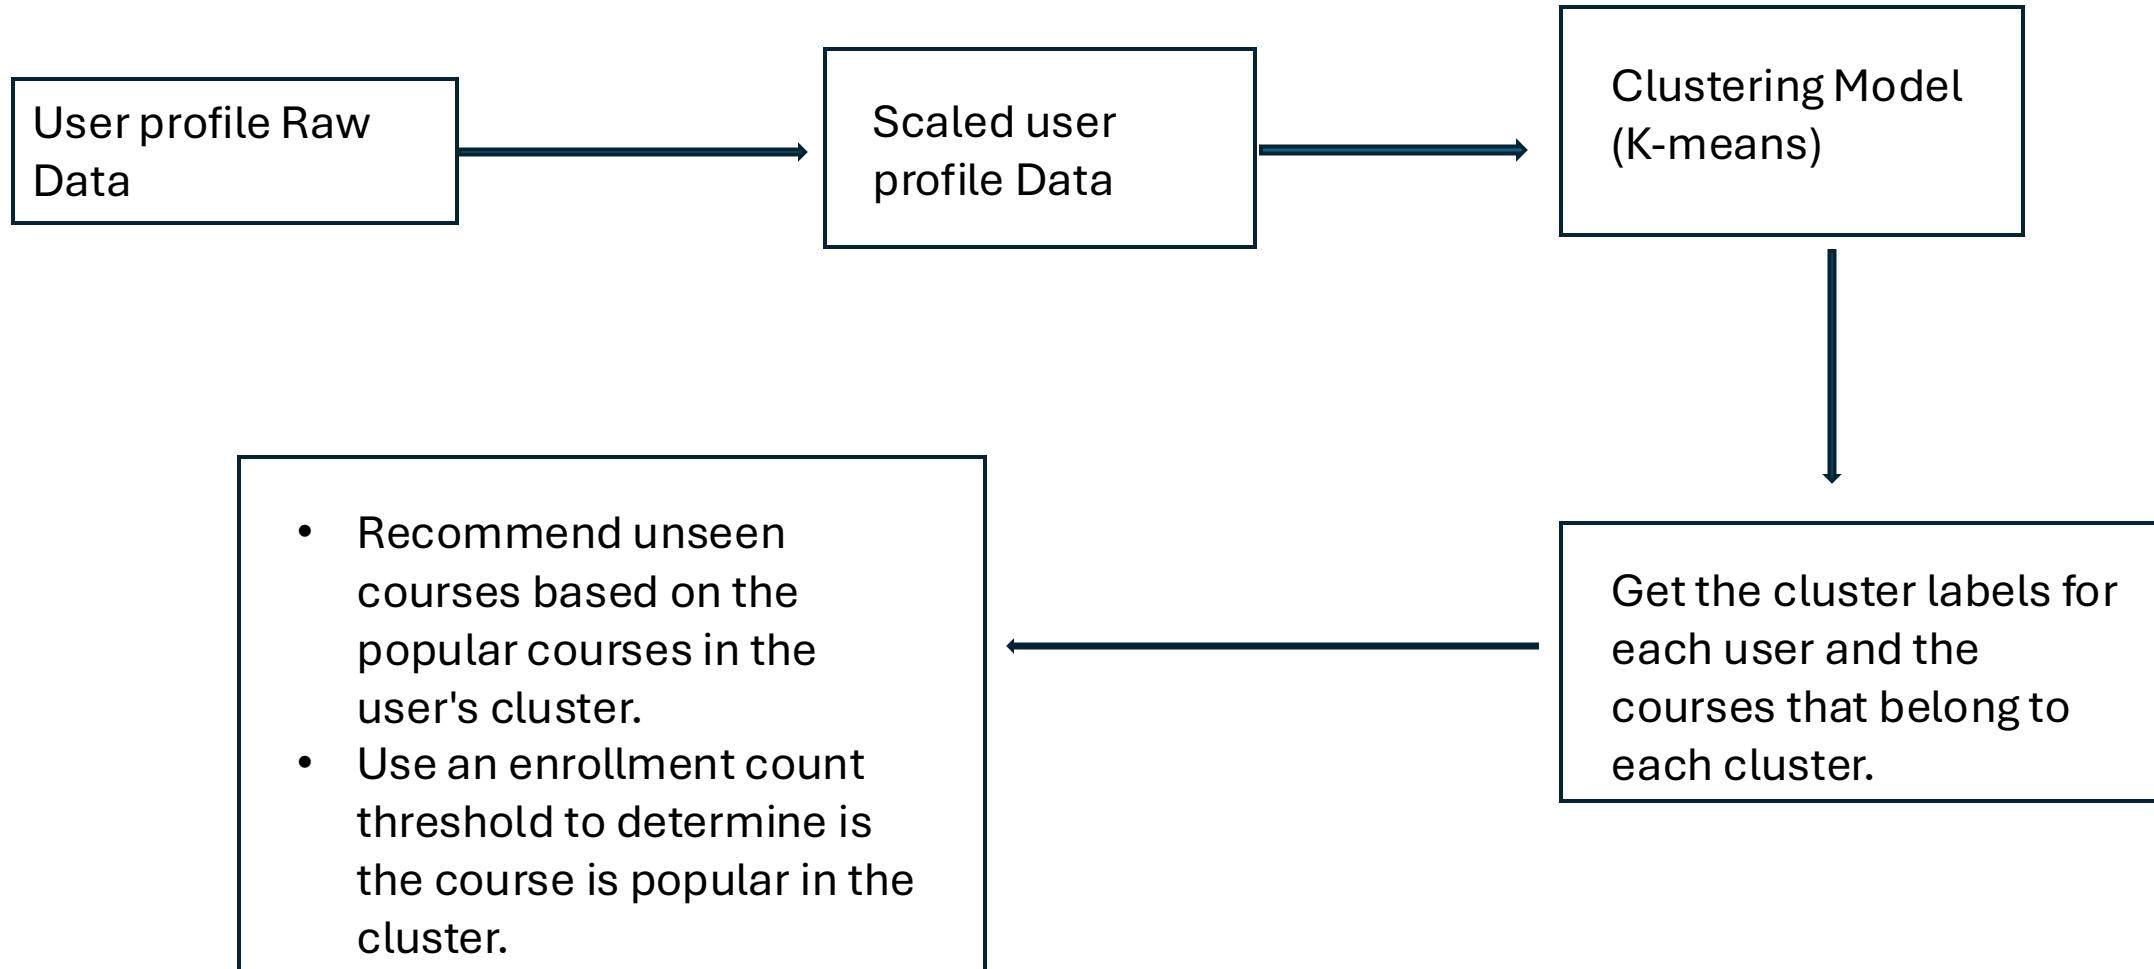 User profile Raw
Data
Scaled user
profile Data
Clustering Model
(K-means)
Get the cluster labels for
each user and the
courses that belong to
each cluster.
• Recommend unseen
courses based on the
popular courses in the
user's cluster.
• Use an enrollment count
threshold to determine is
the course is popular in the
cluster.